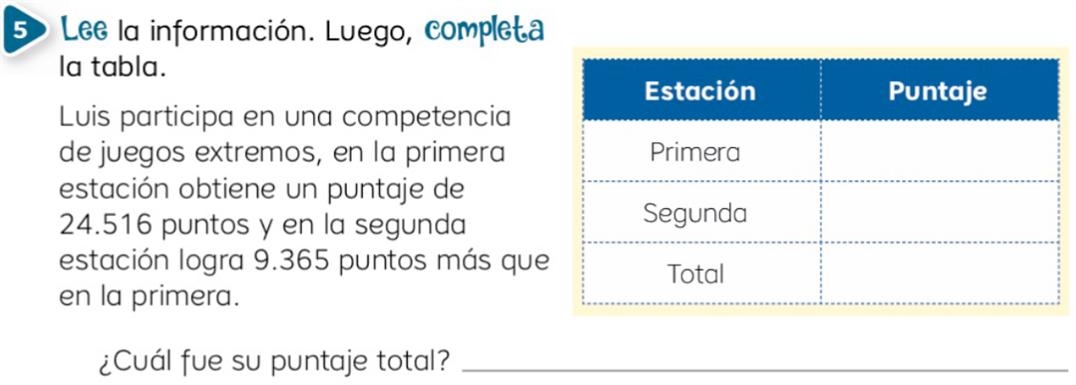 5 Lee la información. Luego, completa
la tabla.
Luis participa en una competencia
de juegos extremos, en la primera
estación obtiene un puntaje de
24.516 puntos y en la segunda
estación logra 9.365 puntos más que
en la primera.
Estación Puntaje
Primera
Segunda
Total
¿Cuál fue su puntaje total?